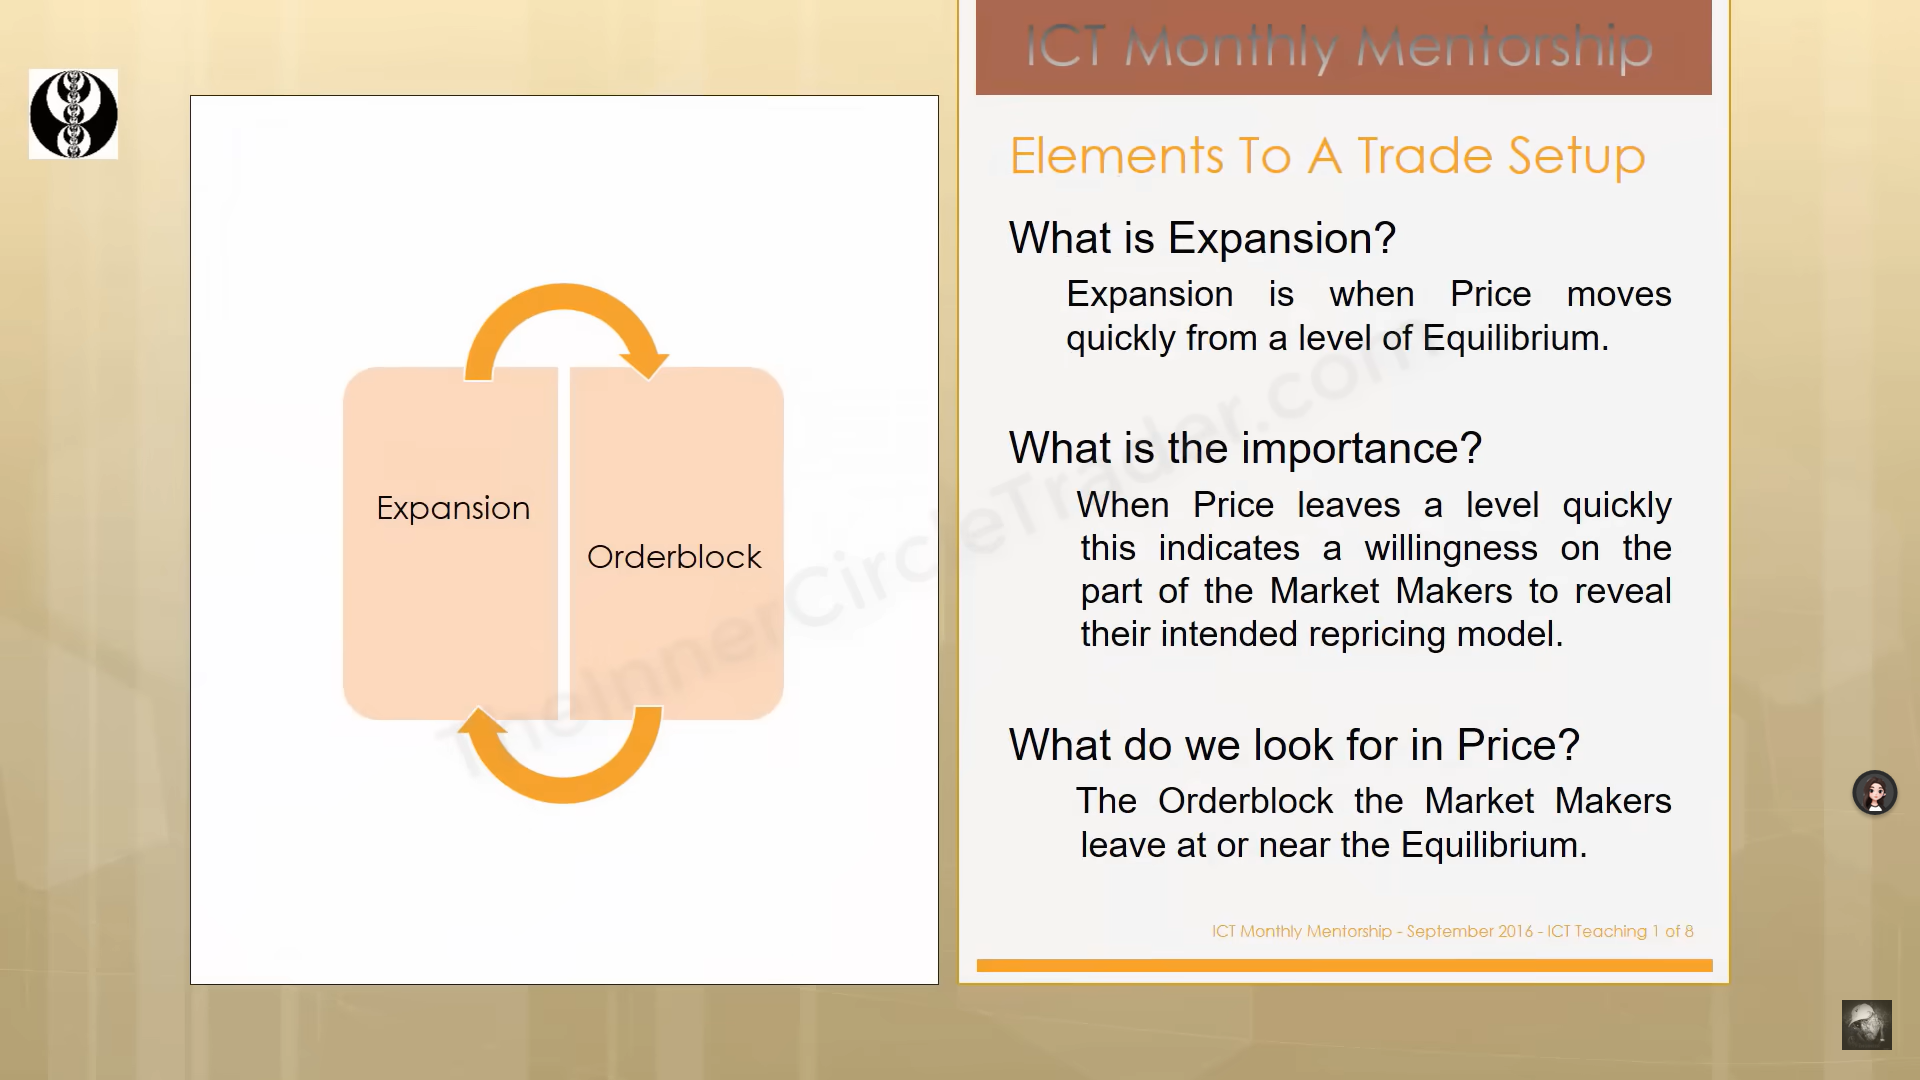 ICT Monthly Mentorship
Elements To A Trade Setup
What is Expansion?
Expansion is when Price moves
quickly from a level of Equilibrium.
What is the importance?
When Price leaves a level quickly
this indicates a willingness on the
part of the Market Makers to reveal
their intended repricing model.
What do we look for in Price?
The Orderblock the Market Makers
leave at or near the Equilibrium.
ICT Monthly Mentorship - September 2016 - ICT Teaching 1 of 8
Expansion
Orderblock
TheInnerCircleTrader.com